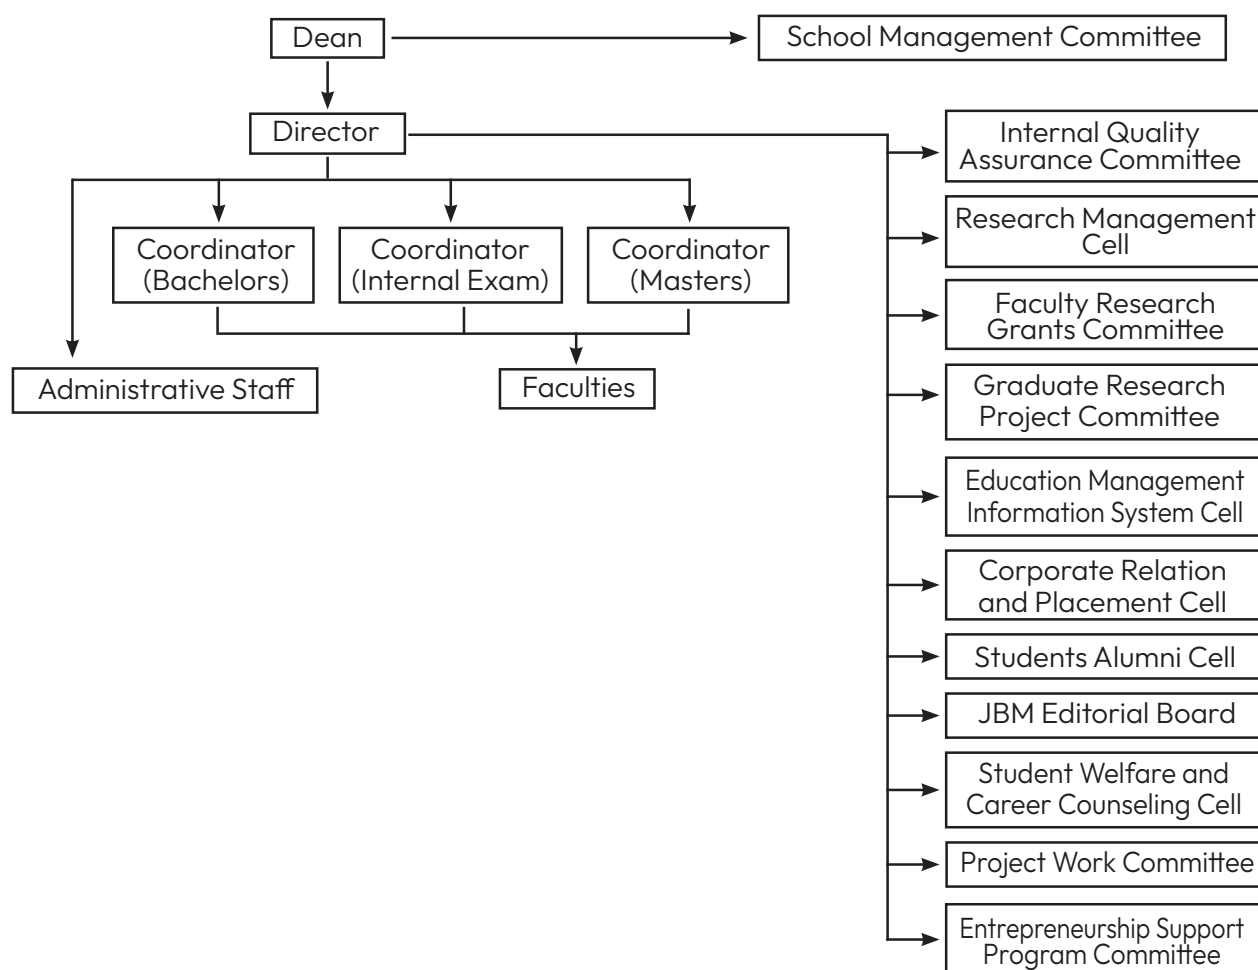 Dean
School Management Committee
Director
Internal Quality
Assurance Committee
Research Management
Cell
Coordinator
(Bachelors)
Coordinator
(Internal Exam)
Coordinator
(Masters)
Faculty Research
Grants Committee
Administrative Staff
Faculties
Graduate Research
Project Committee
Education Management
Information System Cell
Corporate Relation
and Placement Cell
Students Alumni Cell
JBM Editorial Board
Student Welfare and
Career Counseling Cell
Project Work Committee
Entrepreneurship Support
Program Committee